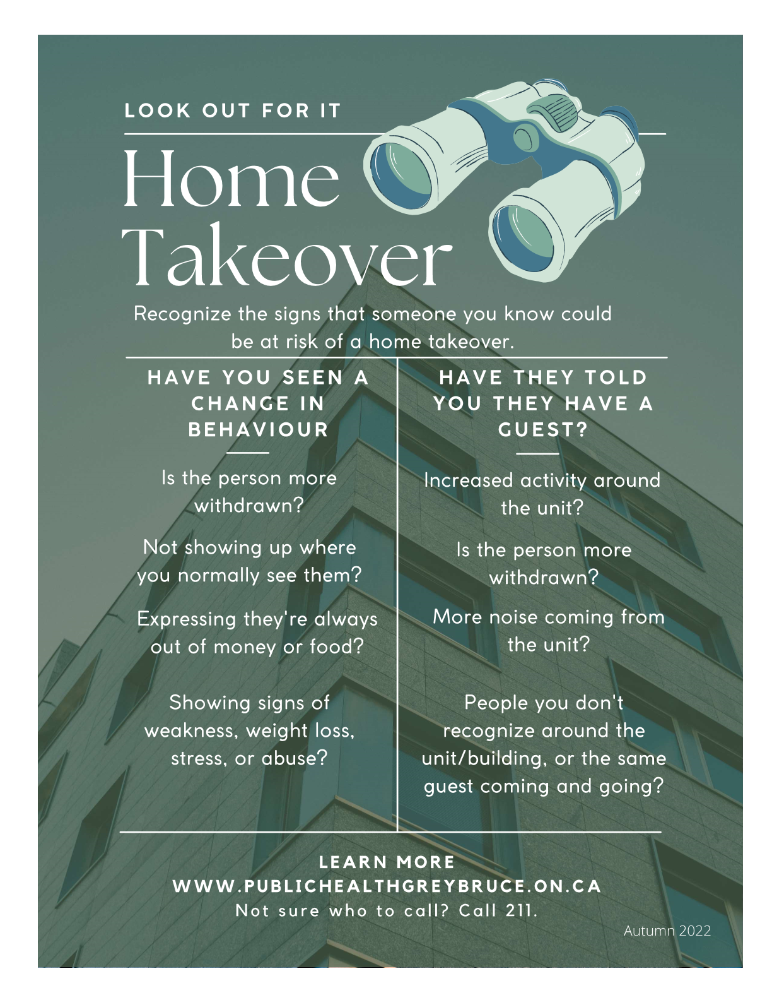 LOOK OUT FOR IT
Home
Takeover
Recognize the signs that someone you know could
be at risk of a home takeover.
HAVE YOU SEEN A
CHANGE IN
BEHAVIOUR
Is the person more
withdrawn?
Not showing up where
you normally see them?
Expressing they're always
out of money or food?
Showing signs of
weakness, weight loss,
stress, or abuse?
HAVE THEY TOLD
YOU THEY HAVE A
GUEST?
Increased activity around
the unit?
Is the person more
withdrawn?
More noise coming from
the unit?
People you don't
recognize around the
unit/building, or the same
guest coming and going?
LEARN MORE
WWW.PUBLICHEALTHGREYBRUCE.ON.CA
Not sure who to call? Call 211.
Autumn 2022